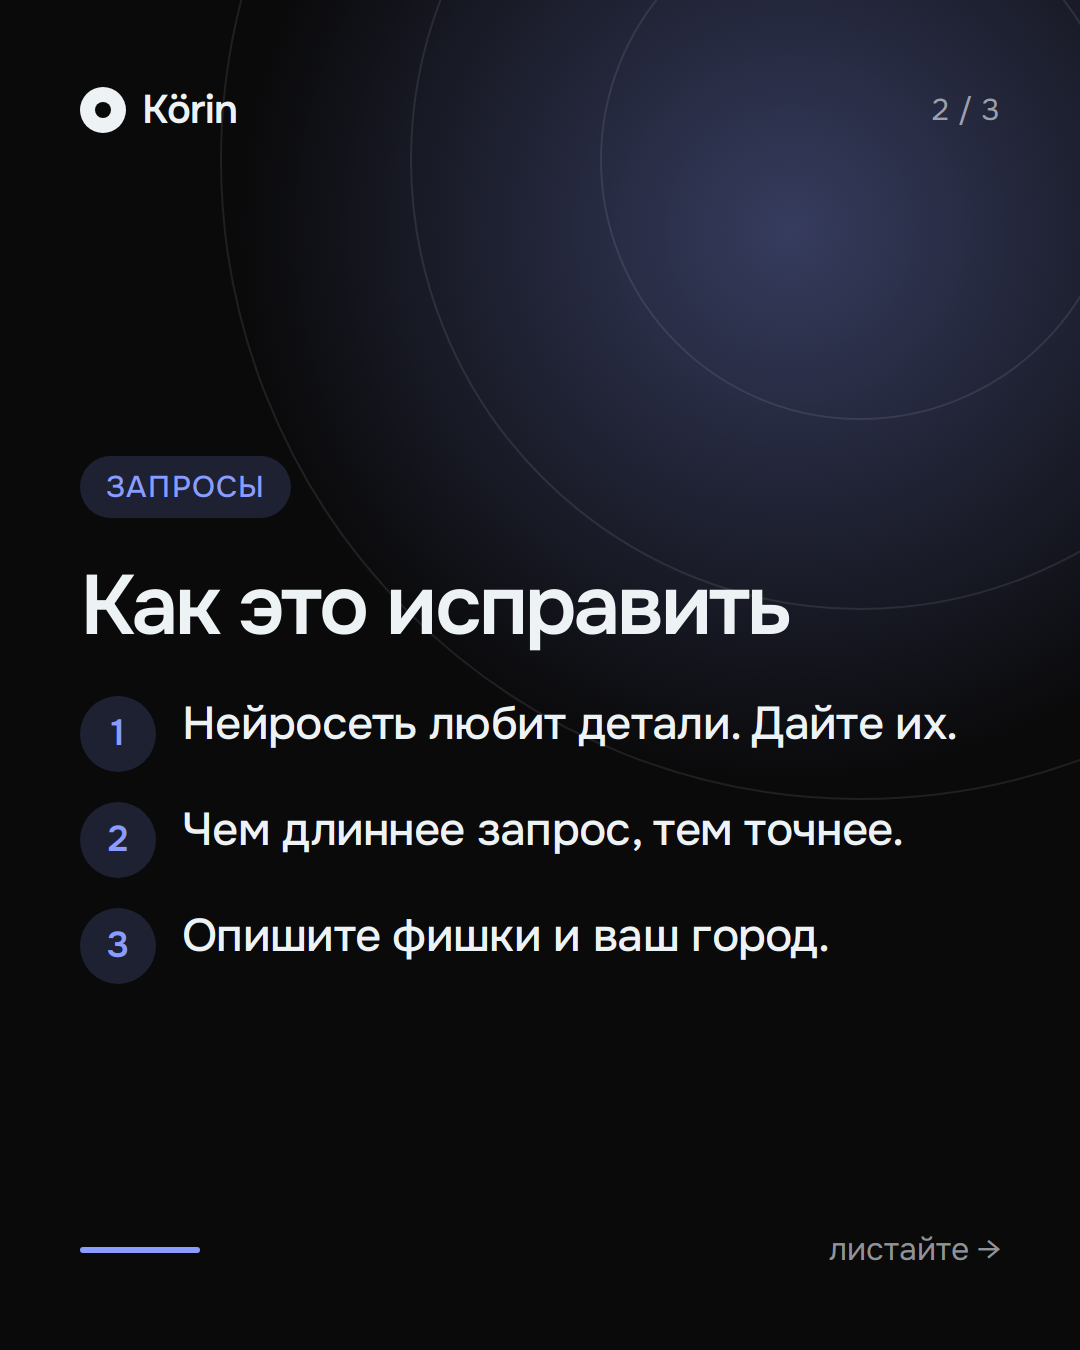 Körin
2 / 3
ЗАПРОСЫ
Как это исправить
1 Нейросеть любит детали. Дайте их.
2 Чем длиннее запрос, тем точнее.
3 Опишите фишки и ваш город.
листайте →